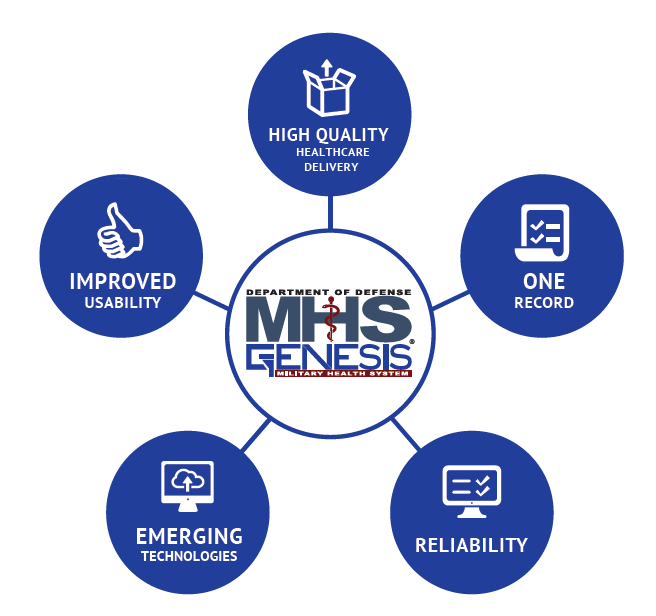 HIGH QUALITY
HEALTHCARE
DELIVERY
IMPROVED
USABILITY
ONE
RECORD
DEPARTMENT OF DEFENSE
MHS
GENESIS®
MILITARY HEALTH SYSTEM
EMERGING
TECHNOLOGIES
RELIABILITY